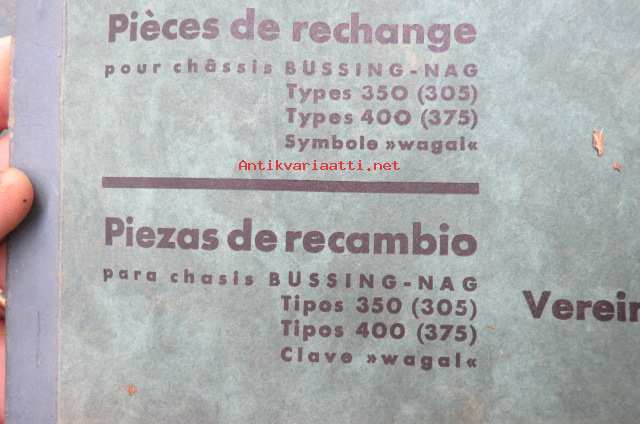 Pièces de rechange
pour châssis BUSSING-NAG
Types 350 (305)
Types 400 (375)
Symbole »wagal«
Antikvariaatti.net
Piezas de recambio
para chasis BUSSING-NAG
Tipos 350 (305)
Tipos 400 (375)
Clave »wagal«
Verein